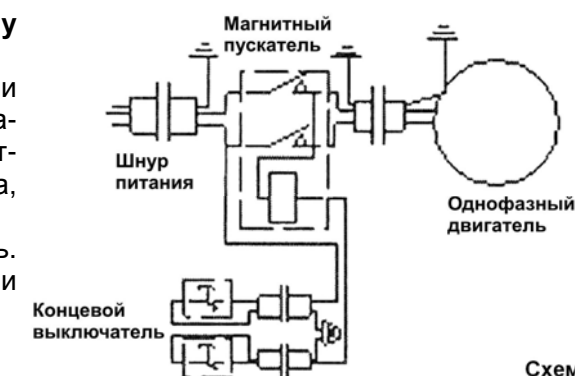 у
и
а-
т-
а,
ь.
и
Магнитный
пускатель
Шнур
питания
Однофазный
двигатель
Концевой
выключатель
Схем